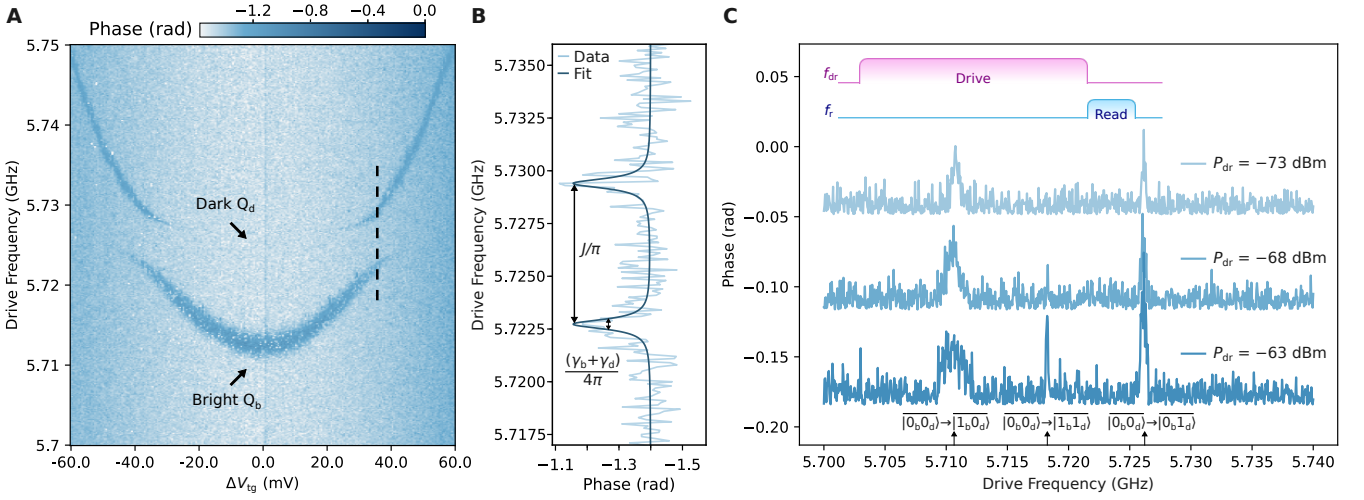 A
Phase (rad)
−1.2 −0.8 −0.4 0.0
5.75
5.74
5.73
5.72
5.71
5.7
Drive Frequency (GHz)
Dark Q_d
Bright Q_b
−60.0 −40.0 −20.0 0.0 20.0 40.0 60.0
ΔV_tg (mV)
B
Data
Fit
5.7350
5.7325
5.7300
5.7275
5.7250
5.7225
5.7200
5.7175
Drive Frequency (GHz)
J/π
(γ_b+γ_d)
4π
−1.1 −1.3 −1.5
Phase (rad)
C
f_dr
Drive
f_r
Read
0.05
0.00
−0.05
−0.10
−0.15
−0.20
Phase (rad)
P_dr = −73 dBm
P_dr = −68 dBm
P_dr = −63 dBm
|0_b0_d⟩→|1_b0_d⟩ |0_b0_d⟩→|1_b1_d⟩ |0_b0_d⟩→|0_b1_d⟩
5.700 5.705 5.710 5.715 5.720 5.725 5.730 5.735 5.740
Drive Frequency (GHz)